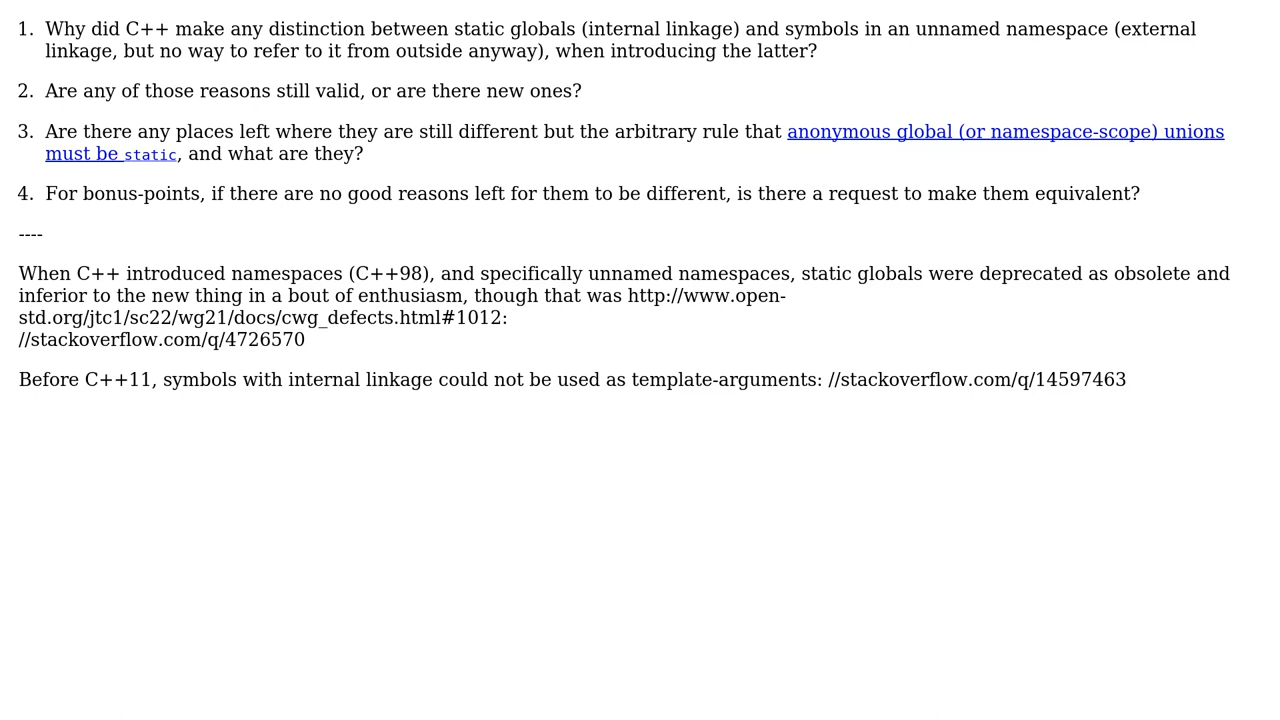 1. Why did C++ make any distinction between static globals (internal linkage) and symbols in an unnamed namespace (external
linkage, but no way to refer to it from outside anyway), when introducing the latter?
2. Are any of those reasons still valid, or are there new ones?
3. Are there any places left where they are still different but the arbitrary rule that anonymous global (or namespace-scope) unions
must be static, and what are they?
4. For bonus-points, if there are no good reasons left for them to be different, is there a request to make them equivalent?
----
When C++ introduced namespaces (C++98), and specifically unnamed namespaces, static globals were deprecated as obsolete and
inferior to the new thing in a bout of enthusiasm, though that was http://www.open-
std.org/jtc1/sc22/wg21/docs/cwg_defects.html#1012:
//stackoverflow.com/q/4726570
Before C++11, symbols with internal linkage could not be used as template-arguments: //stackoverflow.com/q/14597463